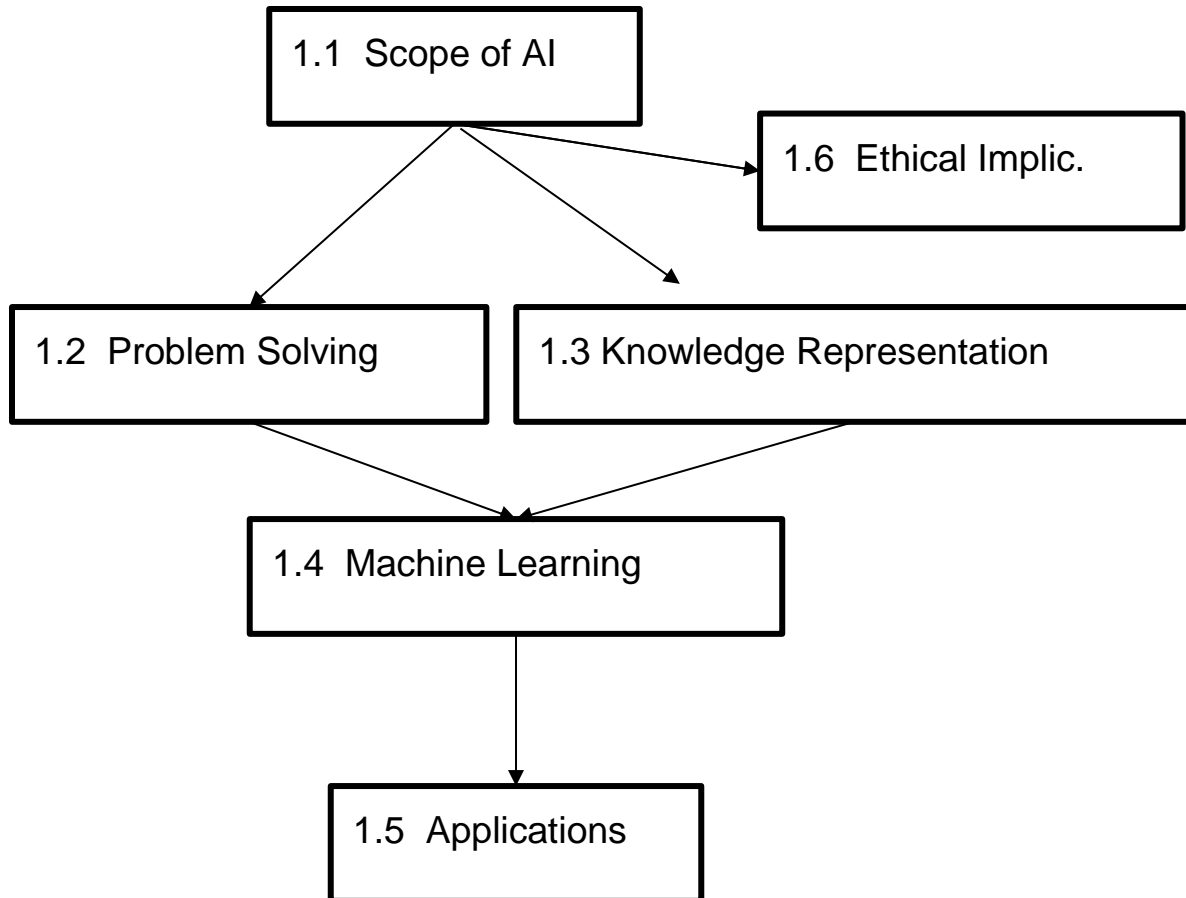 1.1  Scope of AI
1.6  Ethical Implic.
1.2  Problem Solving
1.3 Knowledge Representation
1.4  Machine Learning
1.5  Applications